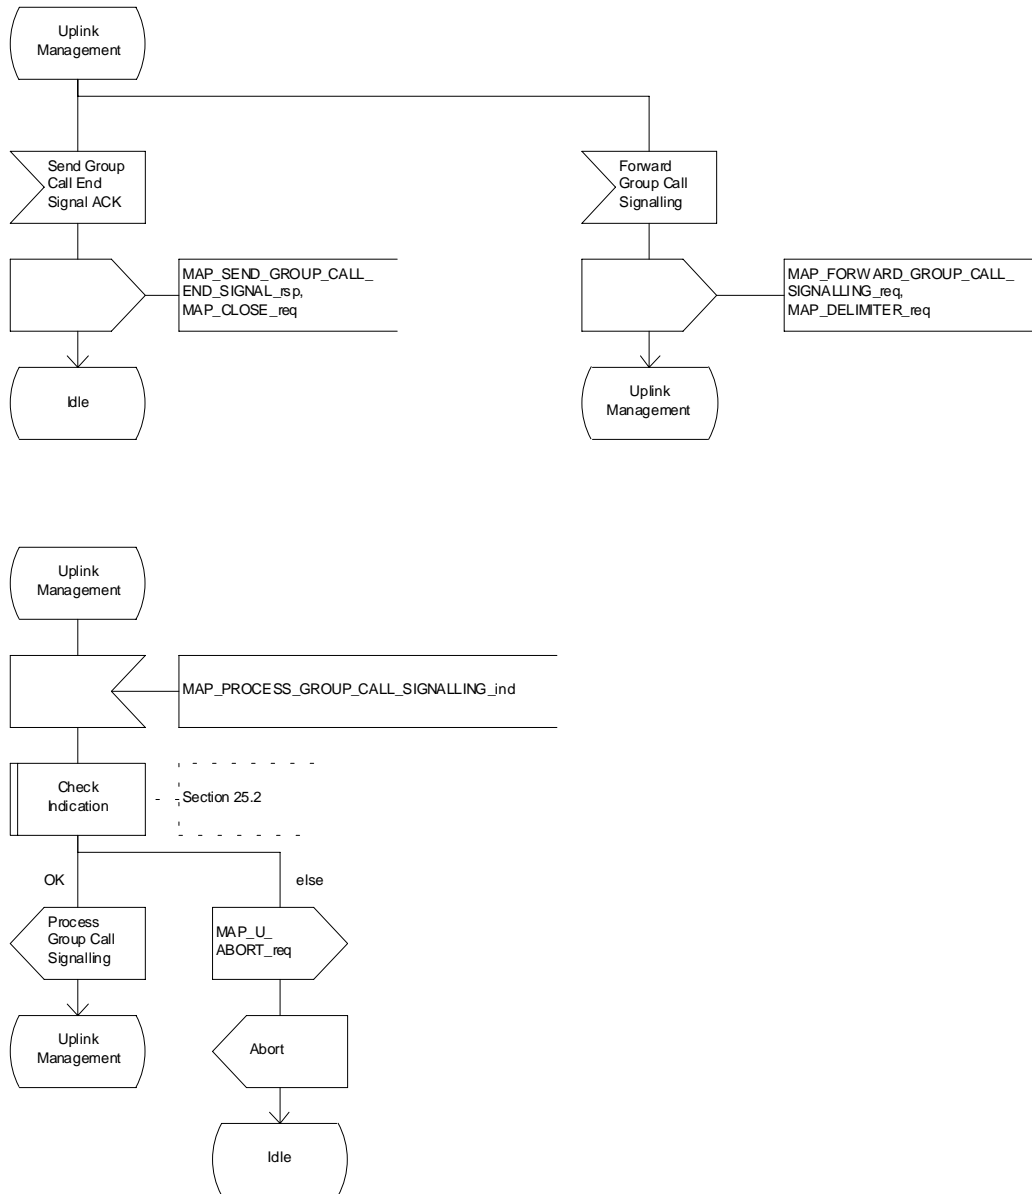 Uplink
Management
Send Group
Call End
Signal ACK
Forward
Group Call
Signalling
MAP_SEND_GROUP_CALL_
END_SIGNAL_rsp,
MAP_CLOSE_req
MAP_FORWARD_GROUP_CALL_
SIGNALLING_req,
MAP_DELIMITER_req
Idle
Uplink
Management
Uplink
Management
MAP_PROCESS_GROUP_CALL_SIGNALLING_ind
Check
Indication
Section 25.2
OK
else
Process
Group Call
Signalling
MAP_U_
ABORT_req
Uplink
Management
Abort
Idle